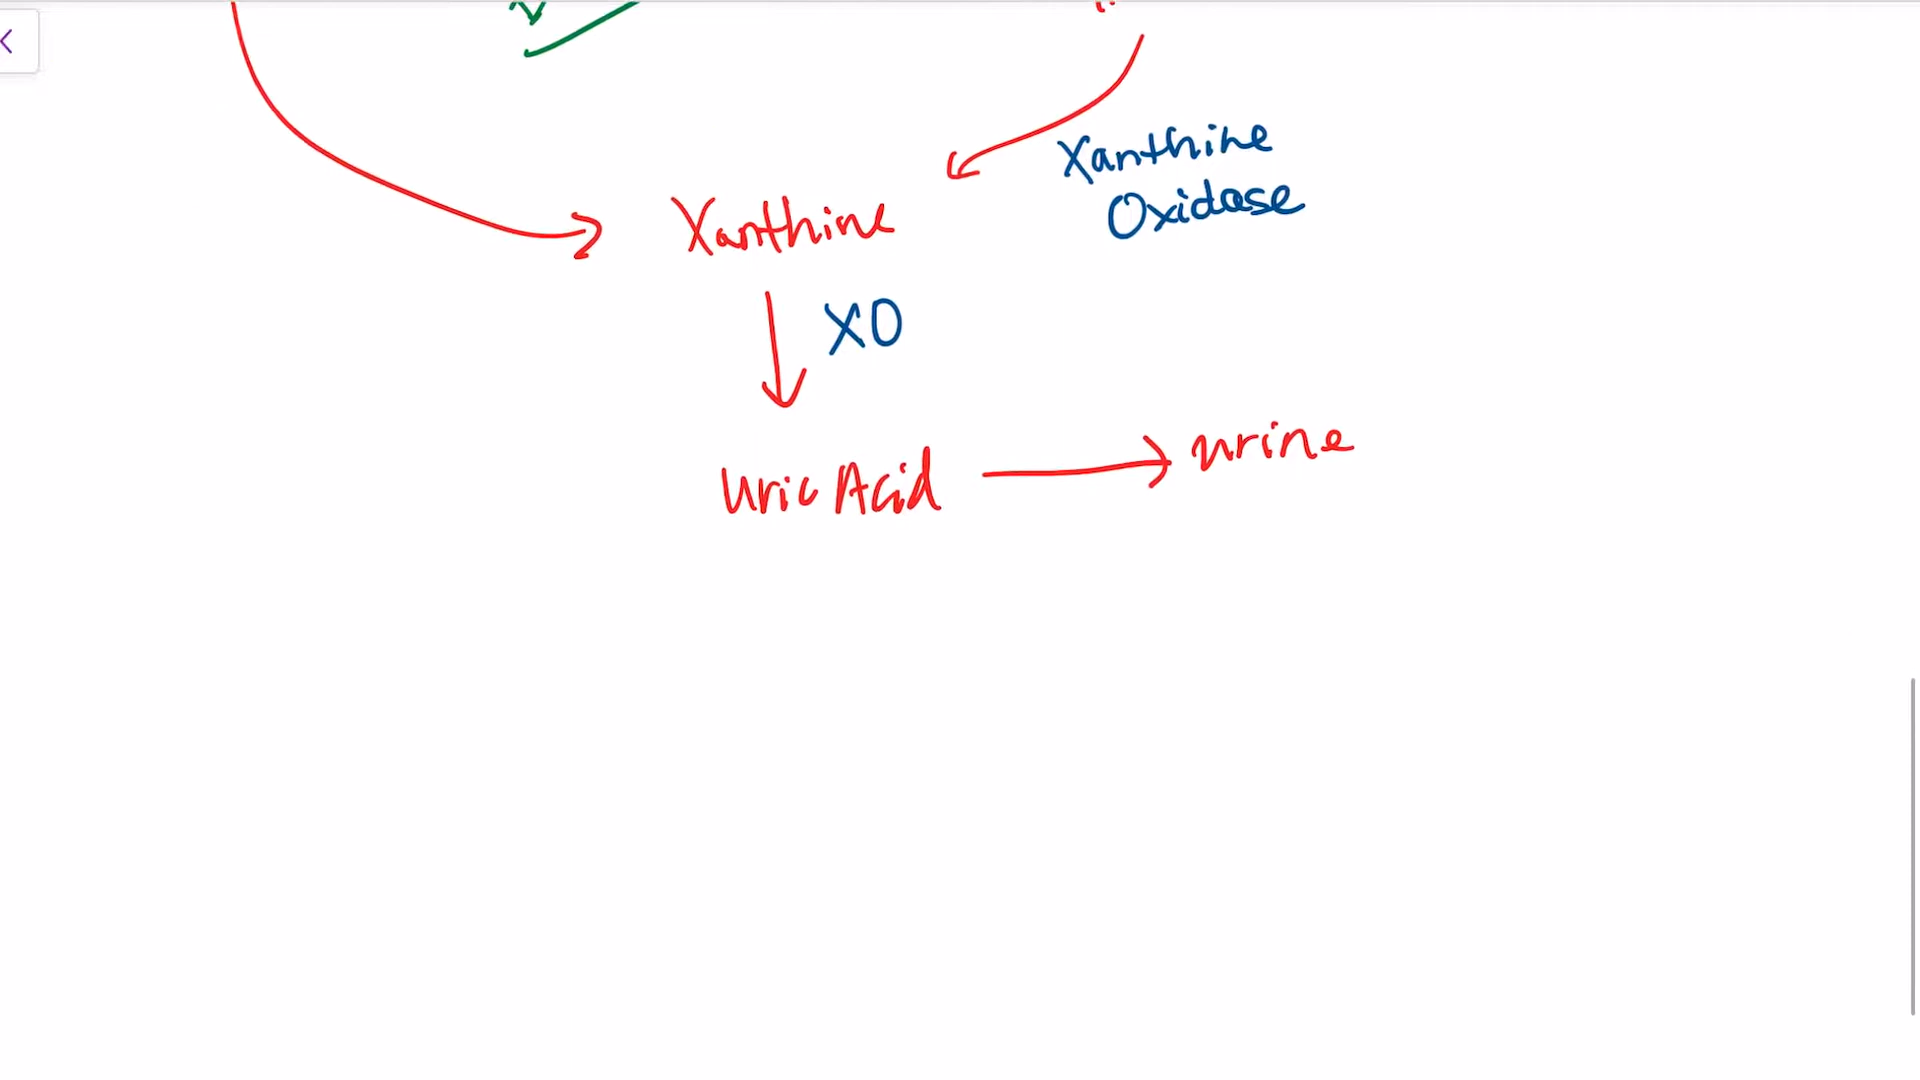 Xanthine
Oxidase
Xanthine
XO
Uric Acid
urine